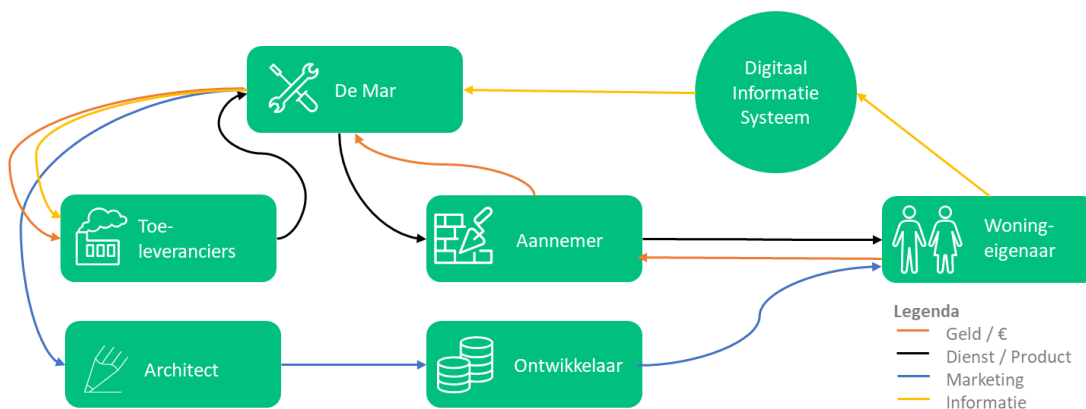 De Mar
Digitaal
Informatie
Systeem
Toe-
leveranciers
Aannemer
Woning-
eigenaar
Architect
Ontwikkelaar
Legenda
Geld / €
Dienst / Product
Marketing
Informatie